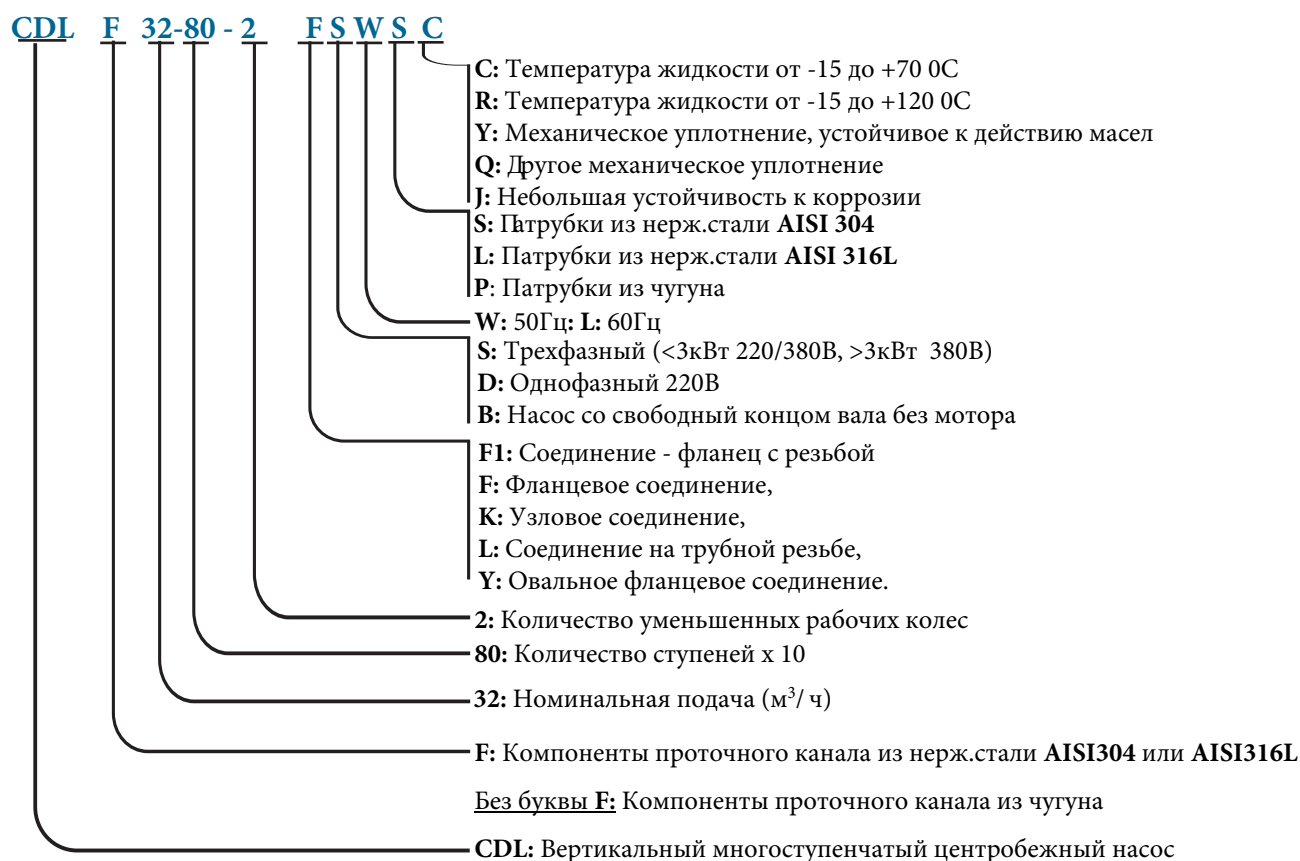 CDL F 32-80 - 2 F S W S C
C: Температура жидкости от -15 до +70 0С
R: Температура жидкости от -15 до +120 0С
Y: Механическое уплотнение, устойчивое к действию масел
Q: Другое механическое уплотнение
J: Небольшая устойчивость к коррозии
S: Патрубки из нерж.стали AISI 304
L: Патрубки из нерж.стали AISI 316L
P: Патрубки из чугуна
W: 50Гц: L: 60Гц
S: Трехфазный (<3кВт 220/380В, >3кВт 380В)
D: Однофазный 220В
B: Насос со свободный концом вала без мотора
F1: Соединение - фланец с резьбой
F: Фланцевое соединение,
K: Узловое соединение,
L: Соединение на трубной резьбе,
Y: Овальное фланцевое соединение.
2: Количество уменьшенных рабочих колес
80: Количество ступеней х 10
32: Номинальная подача (м³/ ч)
F: Компоненты проточного канала из нерж.стали AISI304 или AISI316L
Без буквы F: Компоненты проточного канала из чугуна
CDL: Вертикальный многоступенчатый центробежный насос